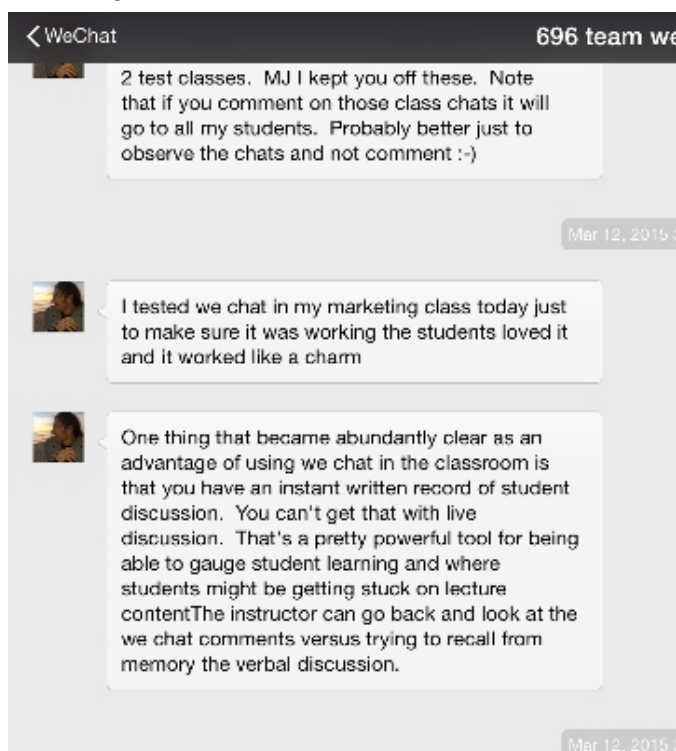 WeChat
696 team we
2 test classes.  MJ I kept you off these.  Note
that if you comment on those class chats it will
go to all my students.  Probably better just to
observe the chats and not comment :-)
Mar 12, 2015
I tested we chat in my marketing class today just
to make sure it was working the students loved it
and it worked like a charm
One thing that became abundantly clear as an
advantage of using we chat in the classroom is
that you have an instant written record of student
discussion.  You can't get that with live
discussion.  That's a pretty powerful tool for being
able to gauge student learning and where
students might be getting stuck on lecture
contentThe instructor can go back and look at the
we chat comments versus trying to recall from
memory the verbal discussion.
Mar 12, 2015